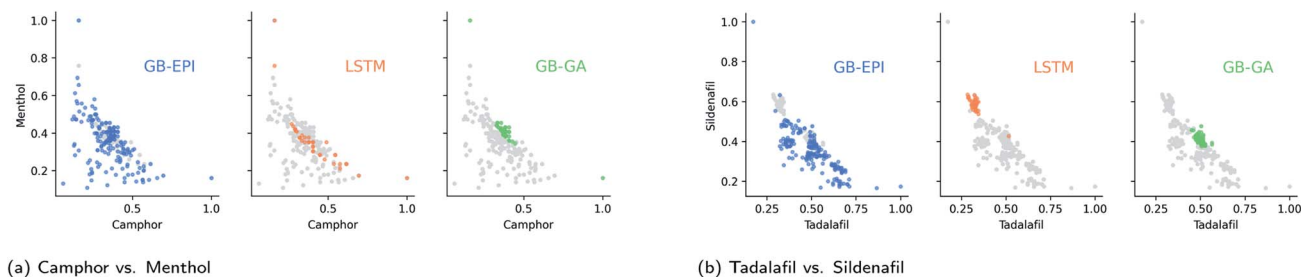 1.0
0.8
0.6
0.4
0.2
Menthol
GB-EPI
LSTM
GB-GA
0.5
1.0
0.5
1.0
0.5
1.0
Camphor
Camphor
Camphor
(a) Camphor vs. Menthol
1.0
0.8
0.6
0.4
0.2
Sildenafil
GB-EPI
LSTM
GB-GA
0.25 0.50 0.75 1.00
0.25 0.50 0.75 1.00
0.25 0.50 0.75 1.00
Tadalafil
Tadalafil
Tadalafil
(b) Tadalafil vs. Sildenafil